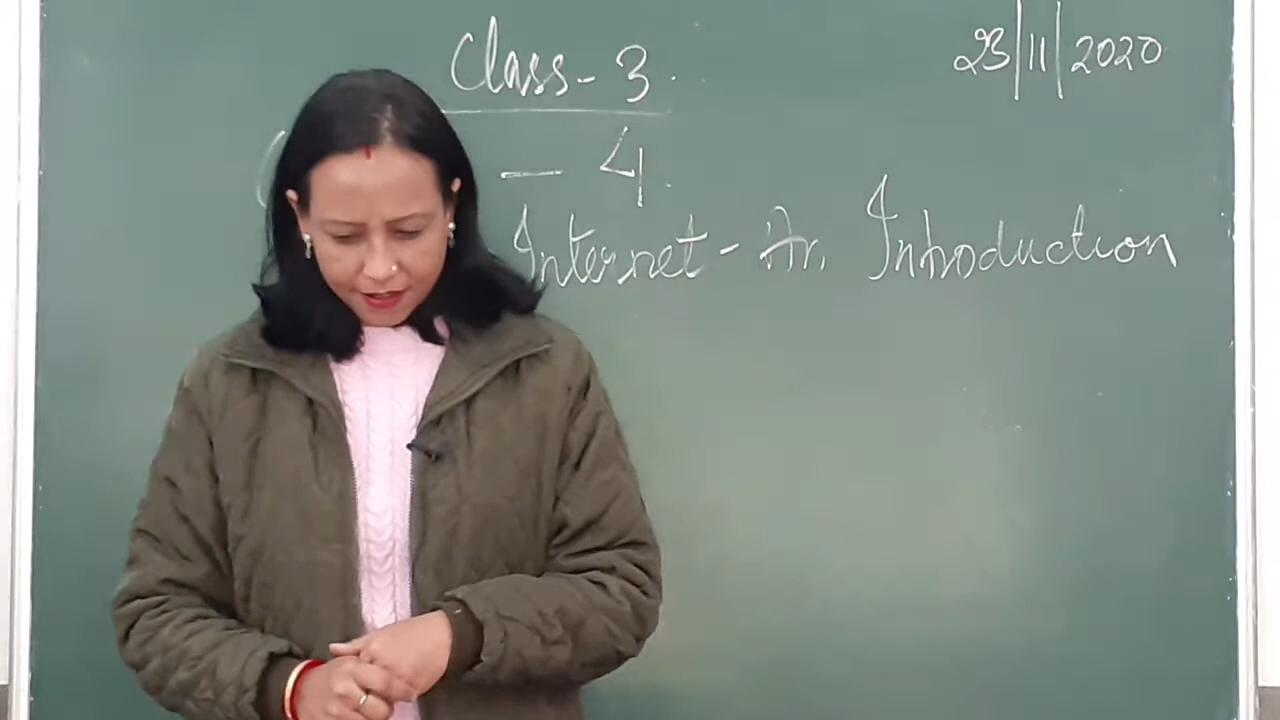 Class-3.
23/11/2020
— 4.
Internet - An Introduction